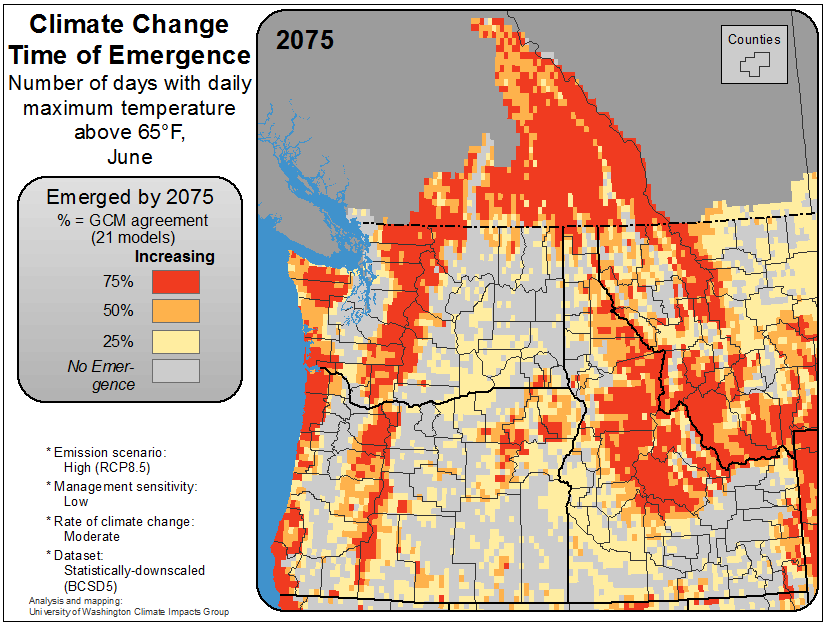 Climate Change
Time of Emergence
Number of days with daily
maximum temperature
above 65°F,
June
Emerged by 2075
% = GCM agreement
(21 models)
Increasing
75%
50%
25%
No Emer-
gence
* Emission scenario:
High (RCP8.5)
* Management sensitivity:
Low
* Rate of climate change:
Moderate
* Dataset:
Statistically-downscaled
(BCSD5)
Analysis and mapping:
University of Washington Climate Impacts Group
2075
Counties